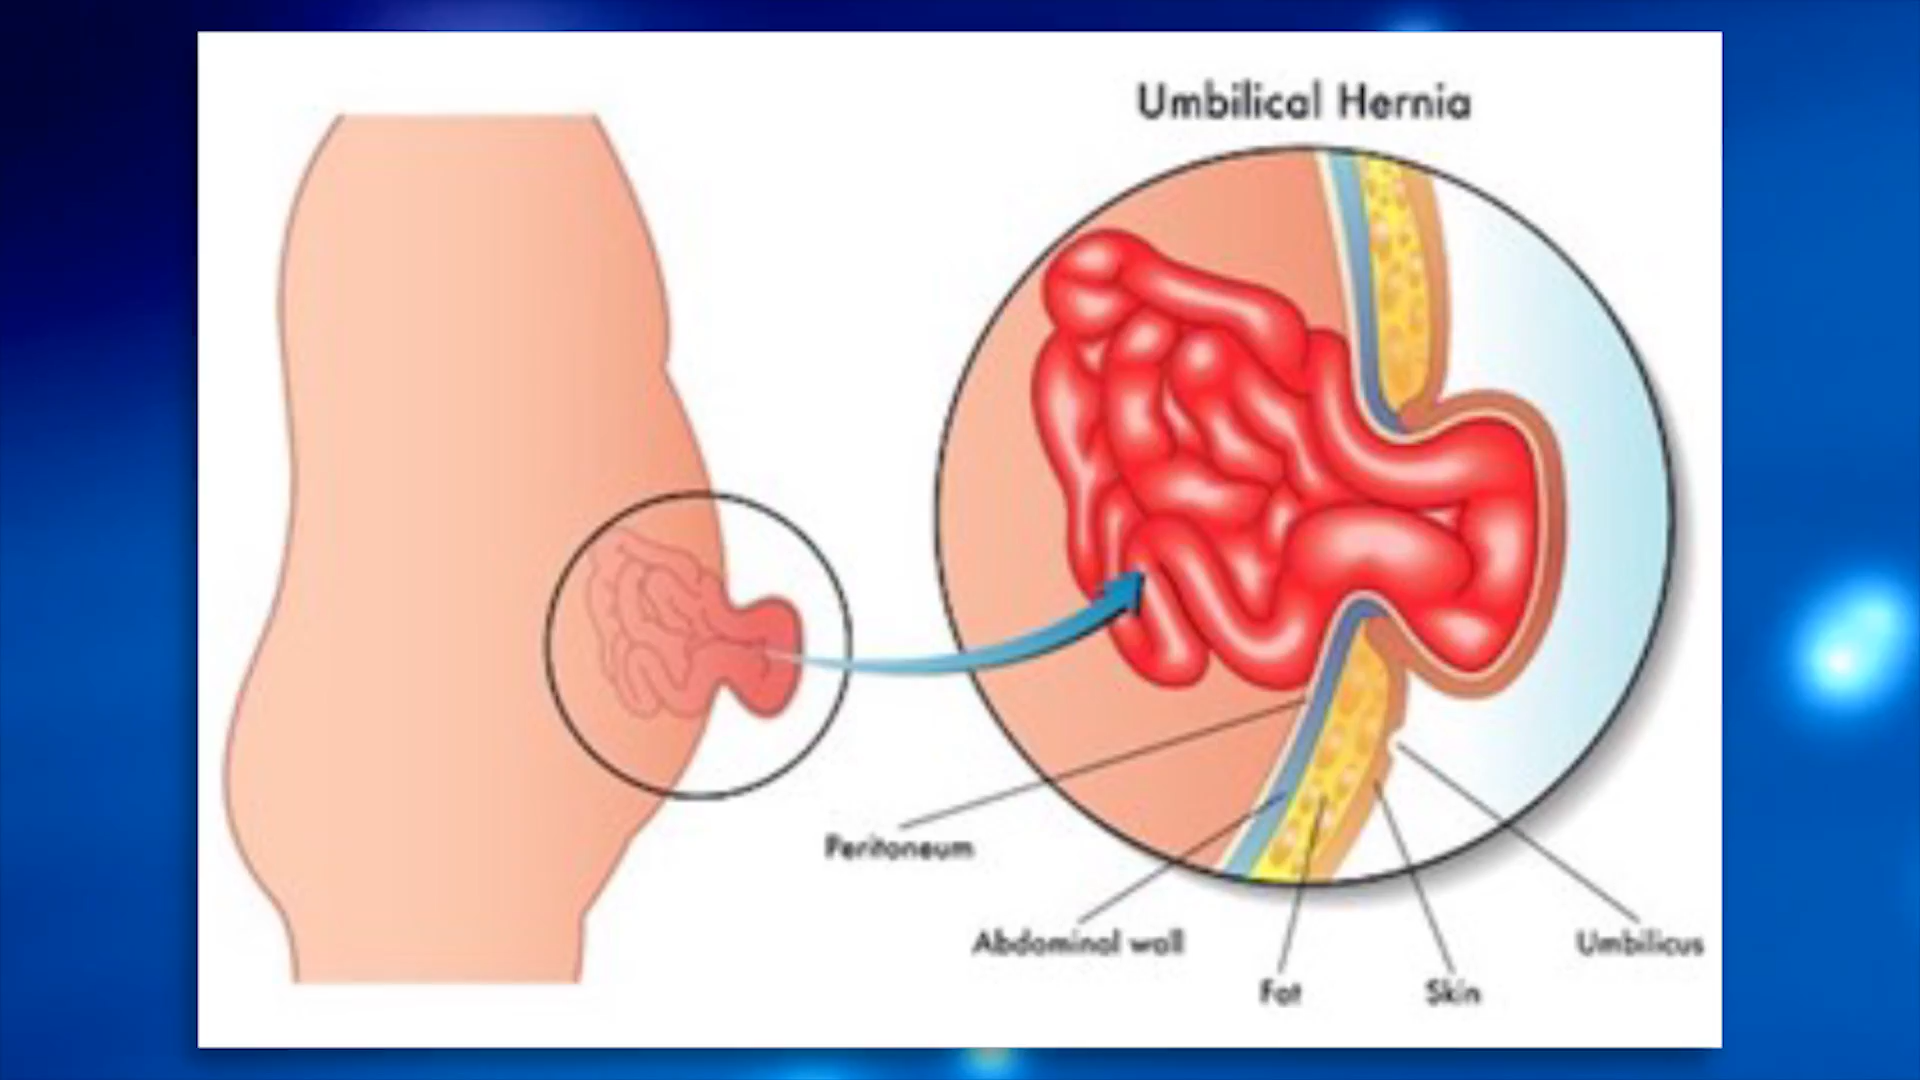 Umbilical Hernia
Peritoneum
Abdominal wall
Umbilicus
Fat
Skin